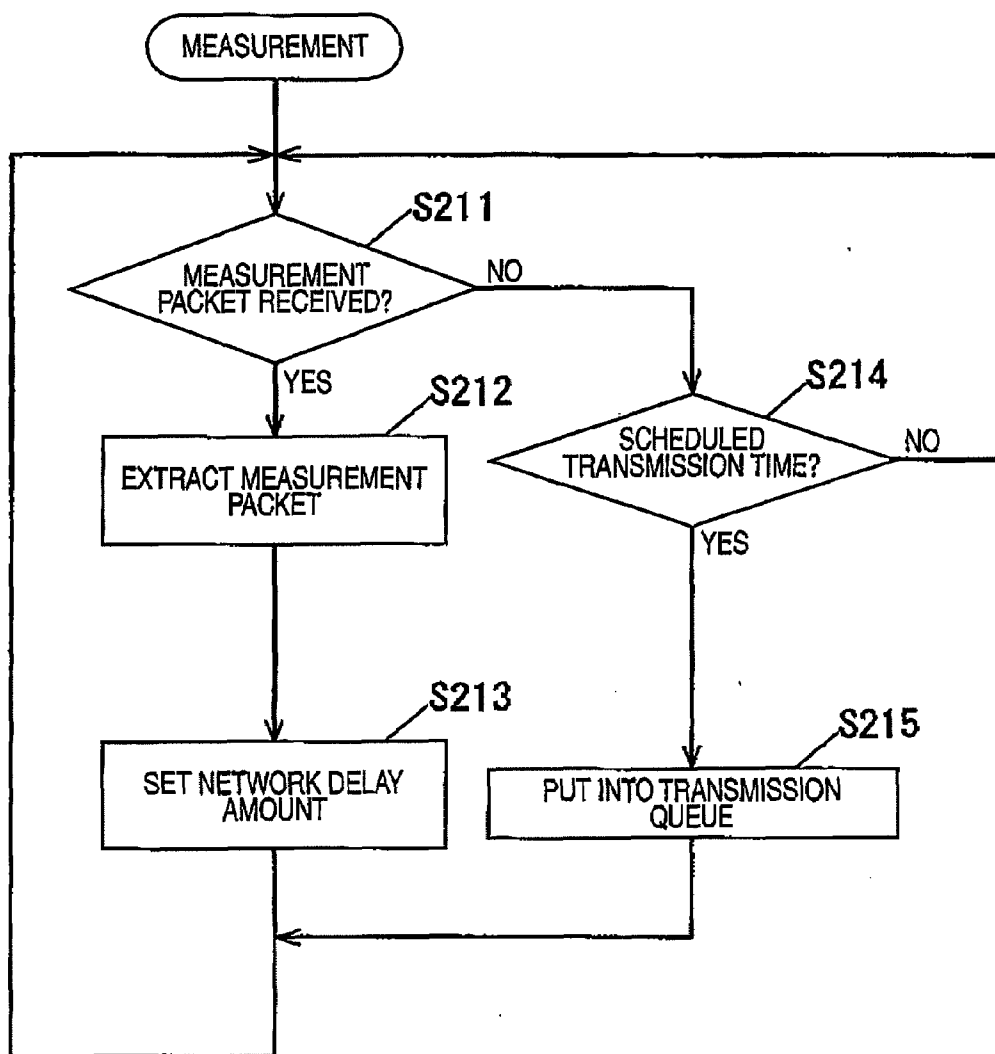 MEASUREMENT
S211
MEASUREMENT
PACKET RECEIVED?
NO
YES
S212
EXTRACT MEASUREMENT
PACKET
S214
SCHEDULED
TRANSMISSION TIME?
NO
YES
S213
SET NETWORK DELAY
AMOUNT
S215
PUT INTO TRANSMISSION
QUEUE